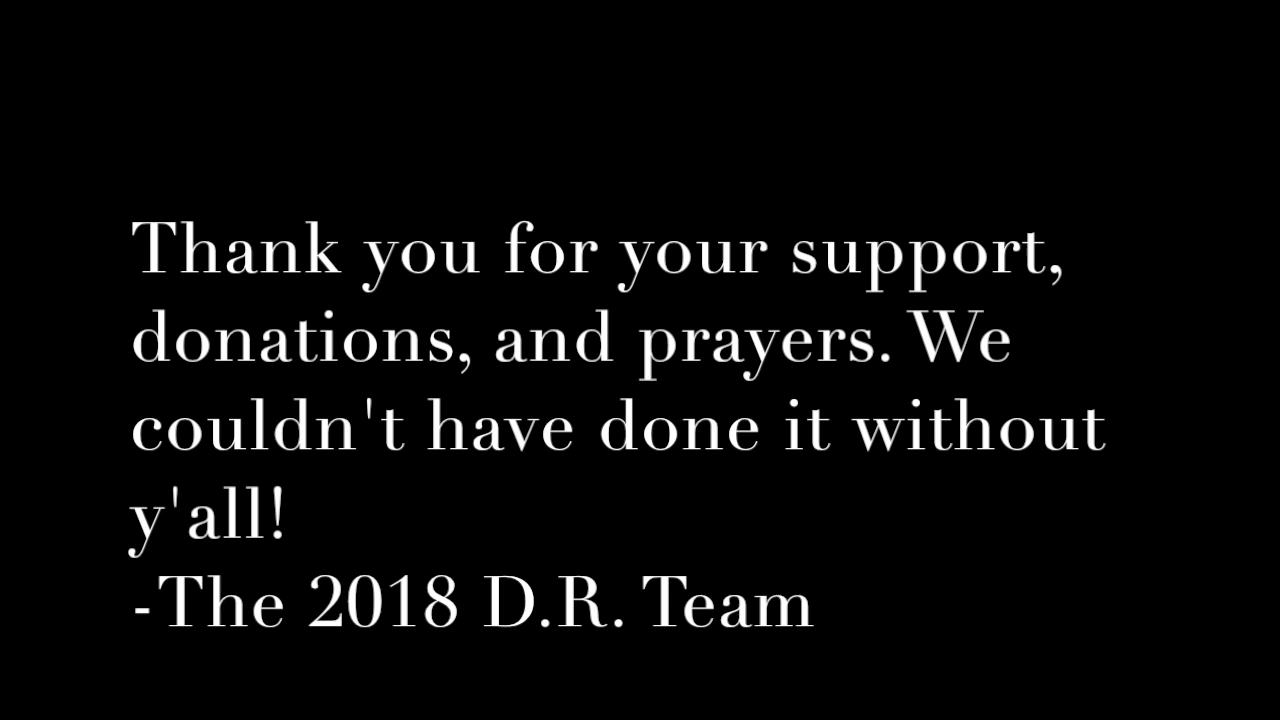 Thank you for your support,
donations, and prayers. We
couldn't have done it without
y'all!
-The 2018 D.R. Team